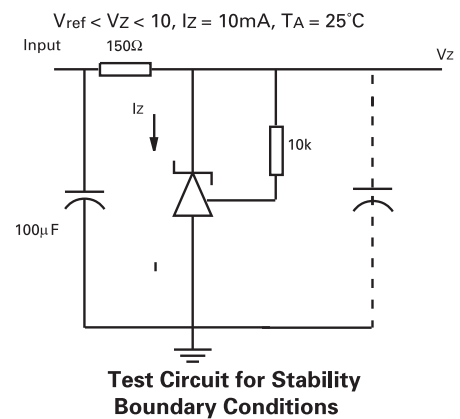 Vref < VZ < 10, IZ = 10mA, TA = 25°C
Input
150Ω
VZ
IZ
10k
100μF
Test Circuit for Stability
Boundary Conditions